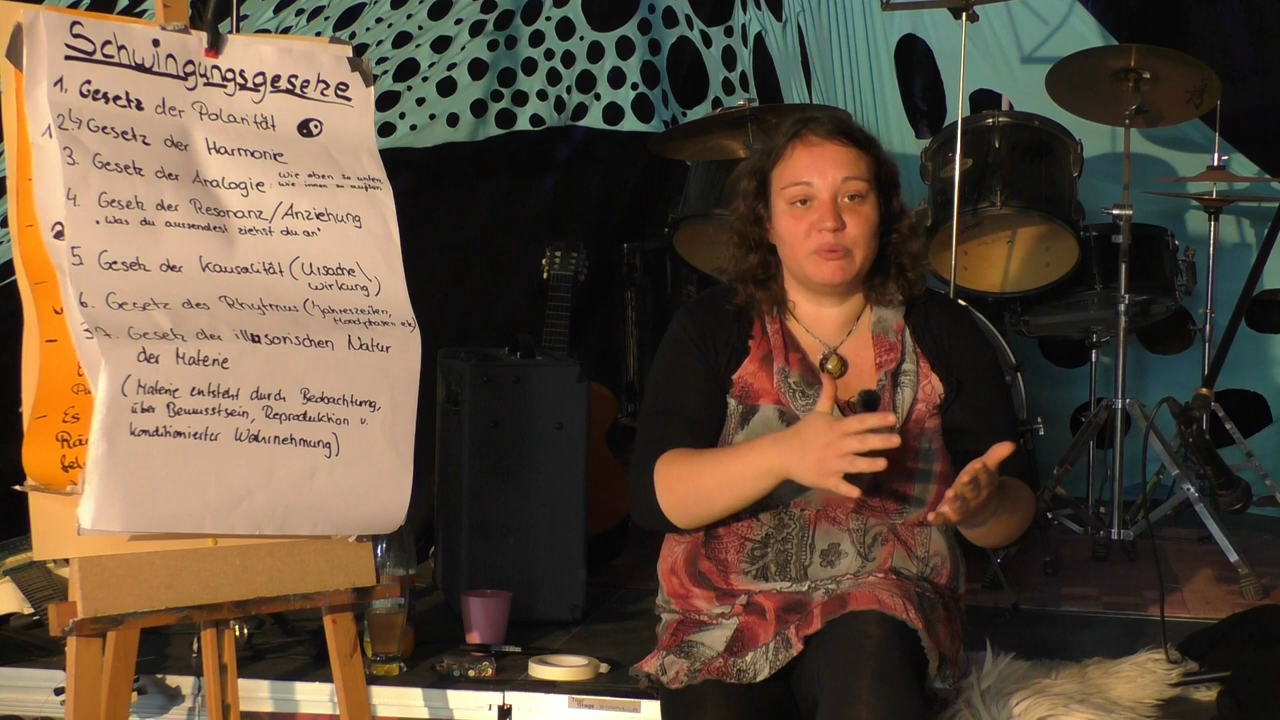 Schwingungsgesetze
1. Gesetz der Polarität
2. Gesetz der Harmonie
3. Gesetz der Analogie: wie oben so unten
wie innen so außen
4. Gesetz der Resonanz/Anziehung
"Was du aussendest ziehst du an"
5. Gesetz der Kausalität (Ursache
wirkung)
6. Gesetz des Rhytmus (Jahreszeiten,
Mondphasen etc
7. Gesetz der illusorischen Natur
der Materie
(Materie entsteht durch Beobachtung,
über Bewusstsein, Reproduktion u.
konditionierter Wahrnehmung)
Es